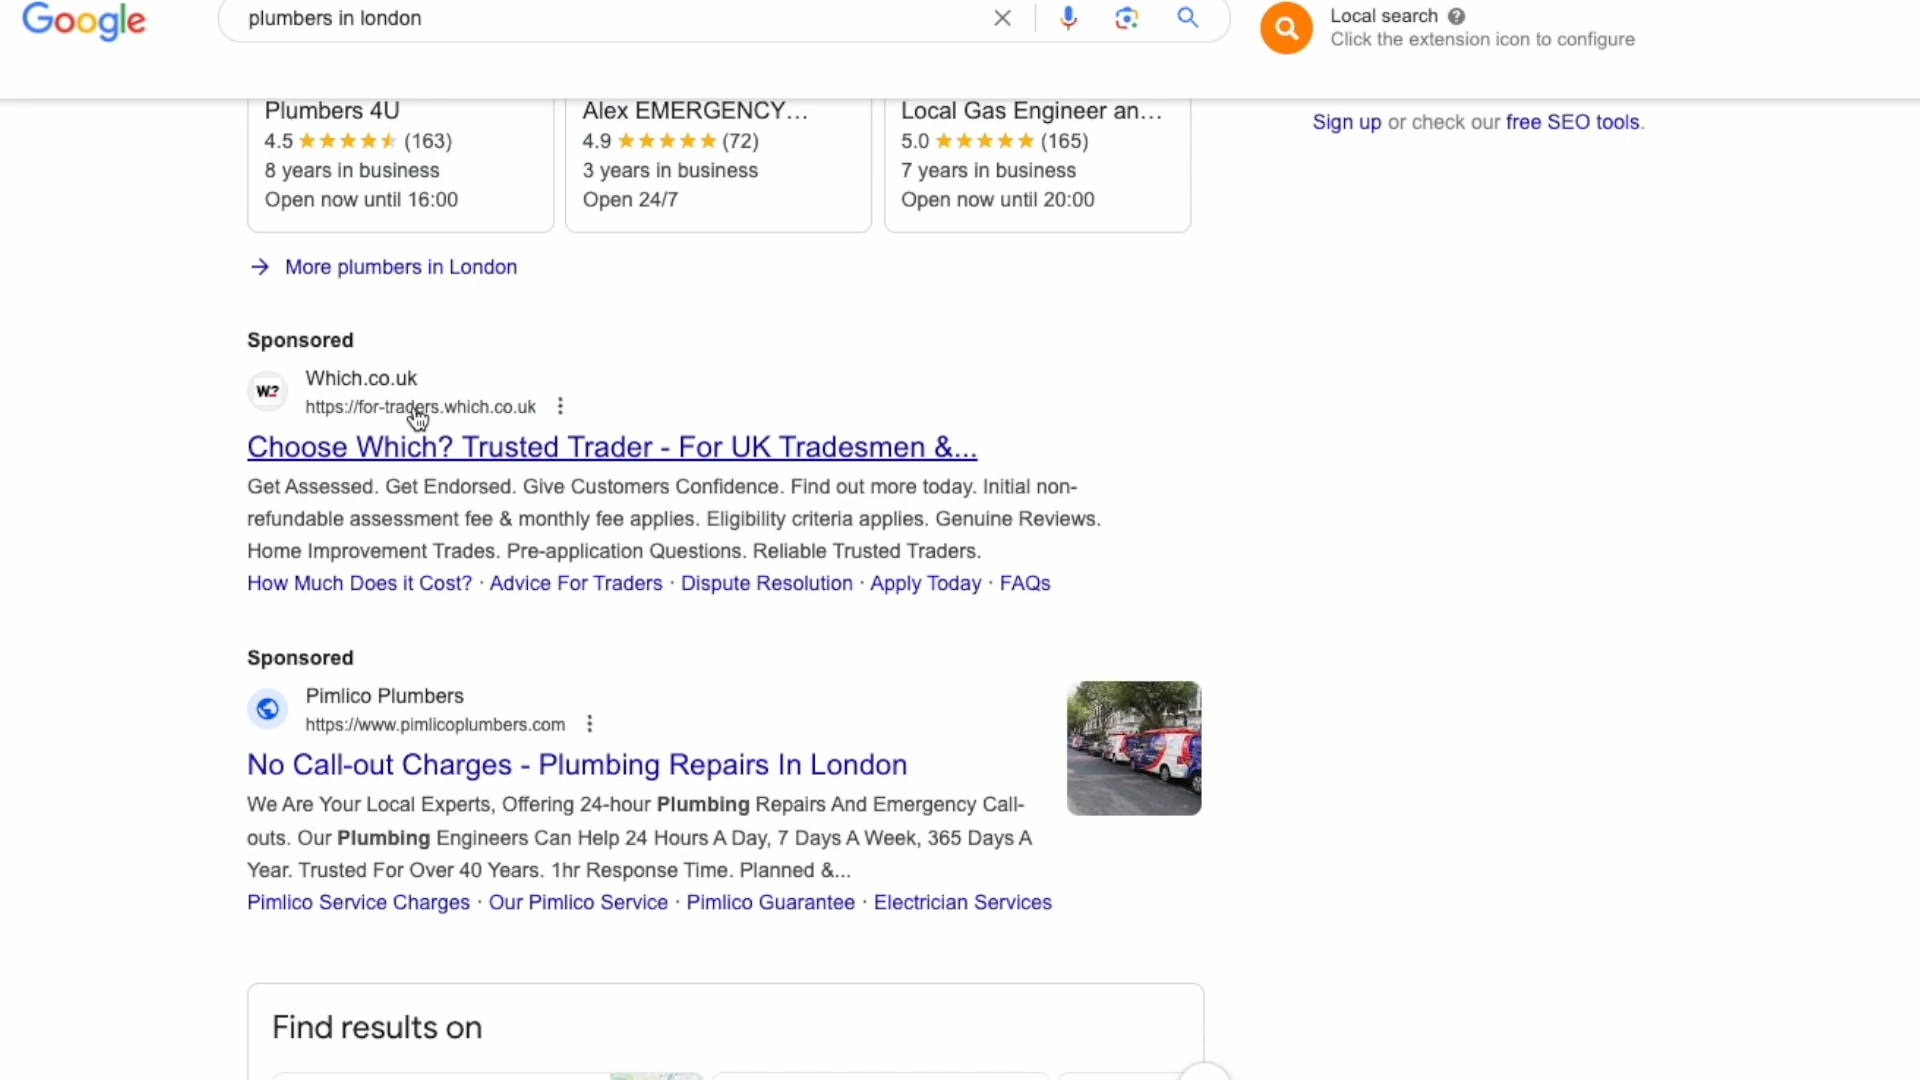 Google
plumbers in london
Local search
Click the extension icon to configure
Sign up or check our free SEO tools.
Plumbers 4U
4.5 (163)
8 years in business
Open now until 16:00
Alex EMERGENCY...
4.9 (72)
3 years in business
Open 24/7
Local Gas Engineer an...
5.0 (165)
7 years in business
Open now until 20:00
More plumbers in London
Sponsored
W?
Which.co.uk
https://for-traders.which.co.uk
Choose Which? Trusted Trader - For UK Tradesmen &...
Get Assessed. Get Endorsed. Give Customers Confidence. Find out more today. Initial non-
refundable assessment fee & monthly fee applies. Eligibility criteria applies. Genuine Reviews.
Home Improvement Trades. Pre-application Questions. Reliable Trusted Traders.
How Much Does it Cost? · Advice For Traders · Dispute Resolution · Apply Today · FAQs
Sponsored
Pimlico Plumbers
https://www.pimlicoplumbers.com
No Call-out Charges - Plumbing Repairs In London
We Are Your Local Experts, Offering 24-hour Plumbing Repairs And Emergency Call-
outs. Our Plumbing Engineers Can Help 24 Hours A Day, 7 Days A Week, 365 Days A
Year. Trusted For Over 40 Years. 1hr Response Time. Planned &...
Pimlico Service Charges · Our Pimlico Service · Pimlico Guarantee · Electrician Services
Find results on